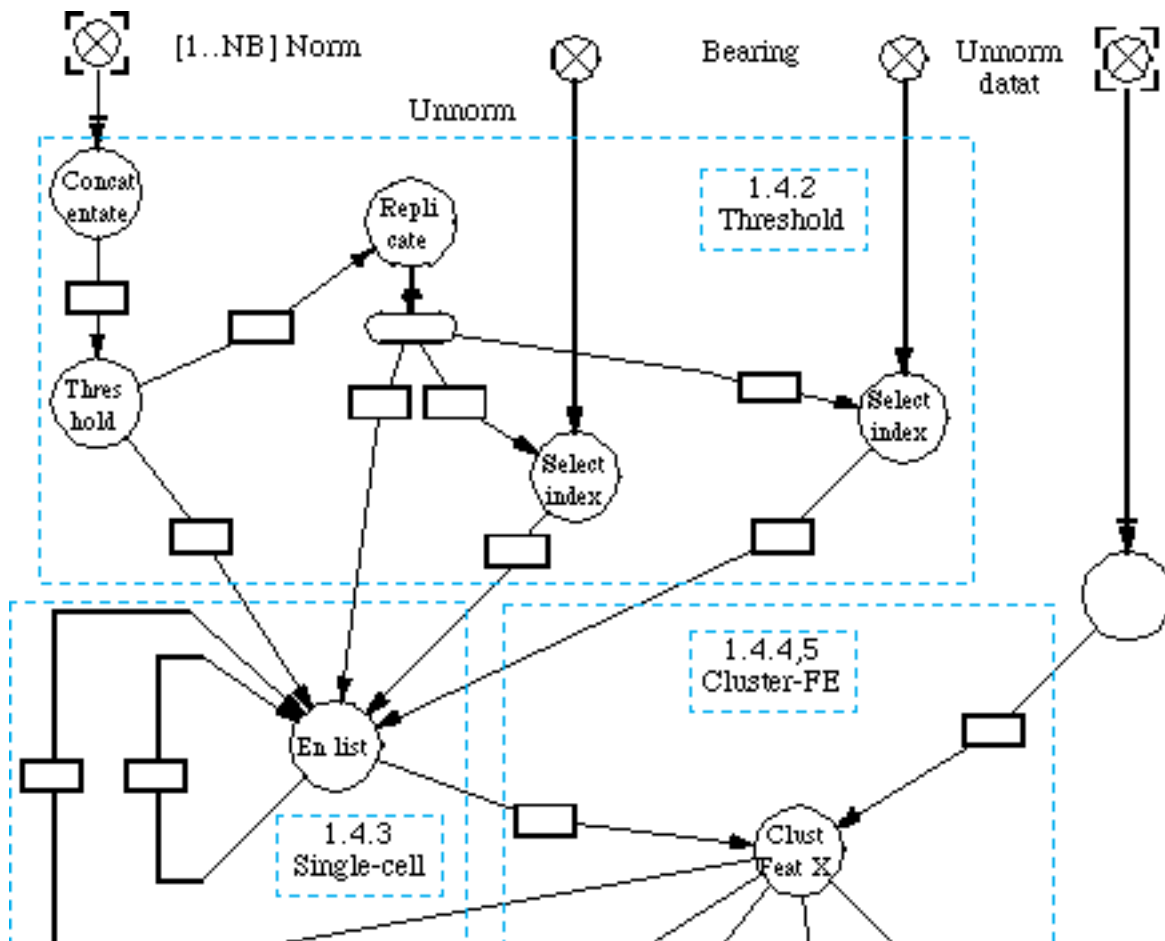 [1..NB] Norm
Bearing
Unnorm
datat
Unnorm
Concat
entate
Repli
cate
1.4.2
Threshold
Thres
hold
Select
index
Select
index
1.4.4,5
Cluster-FE
En list
1.4.3
Single-cell
Clust
Feat X